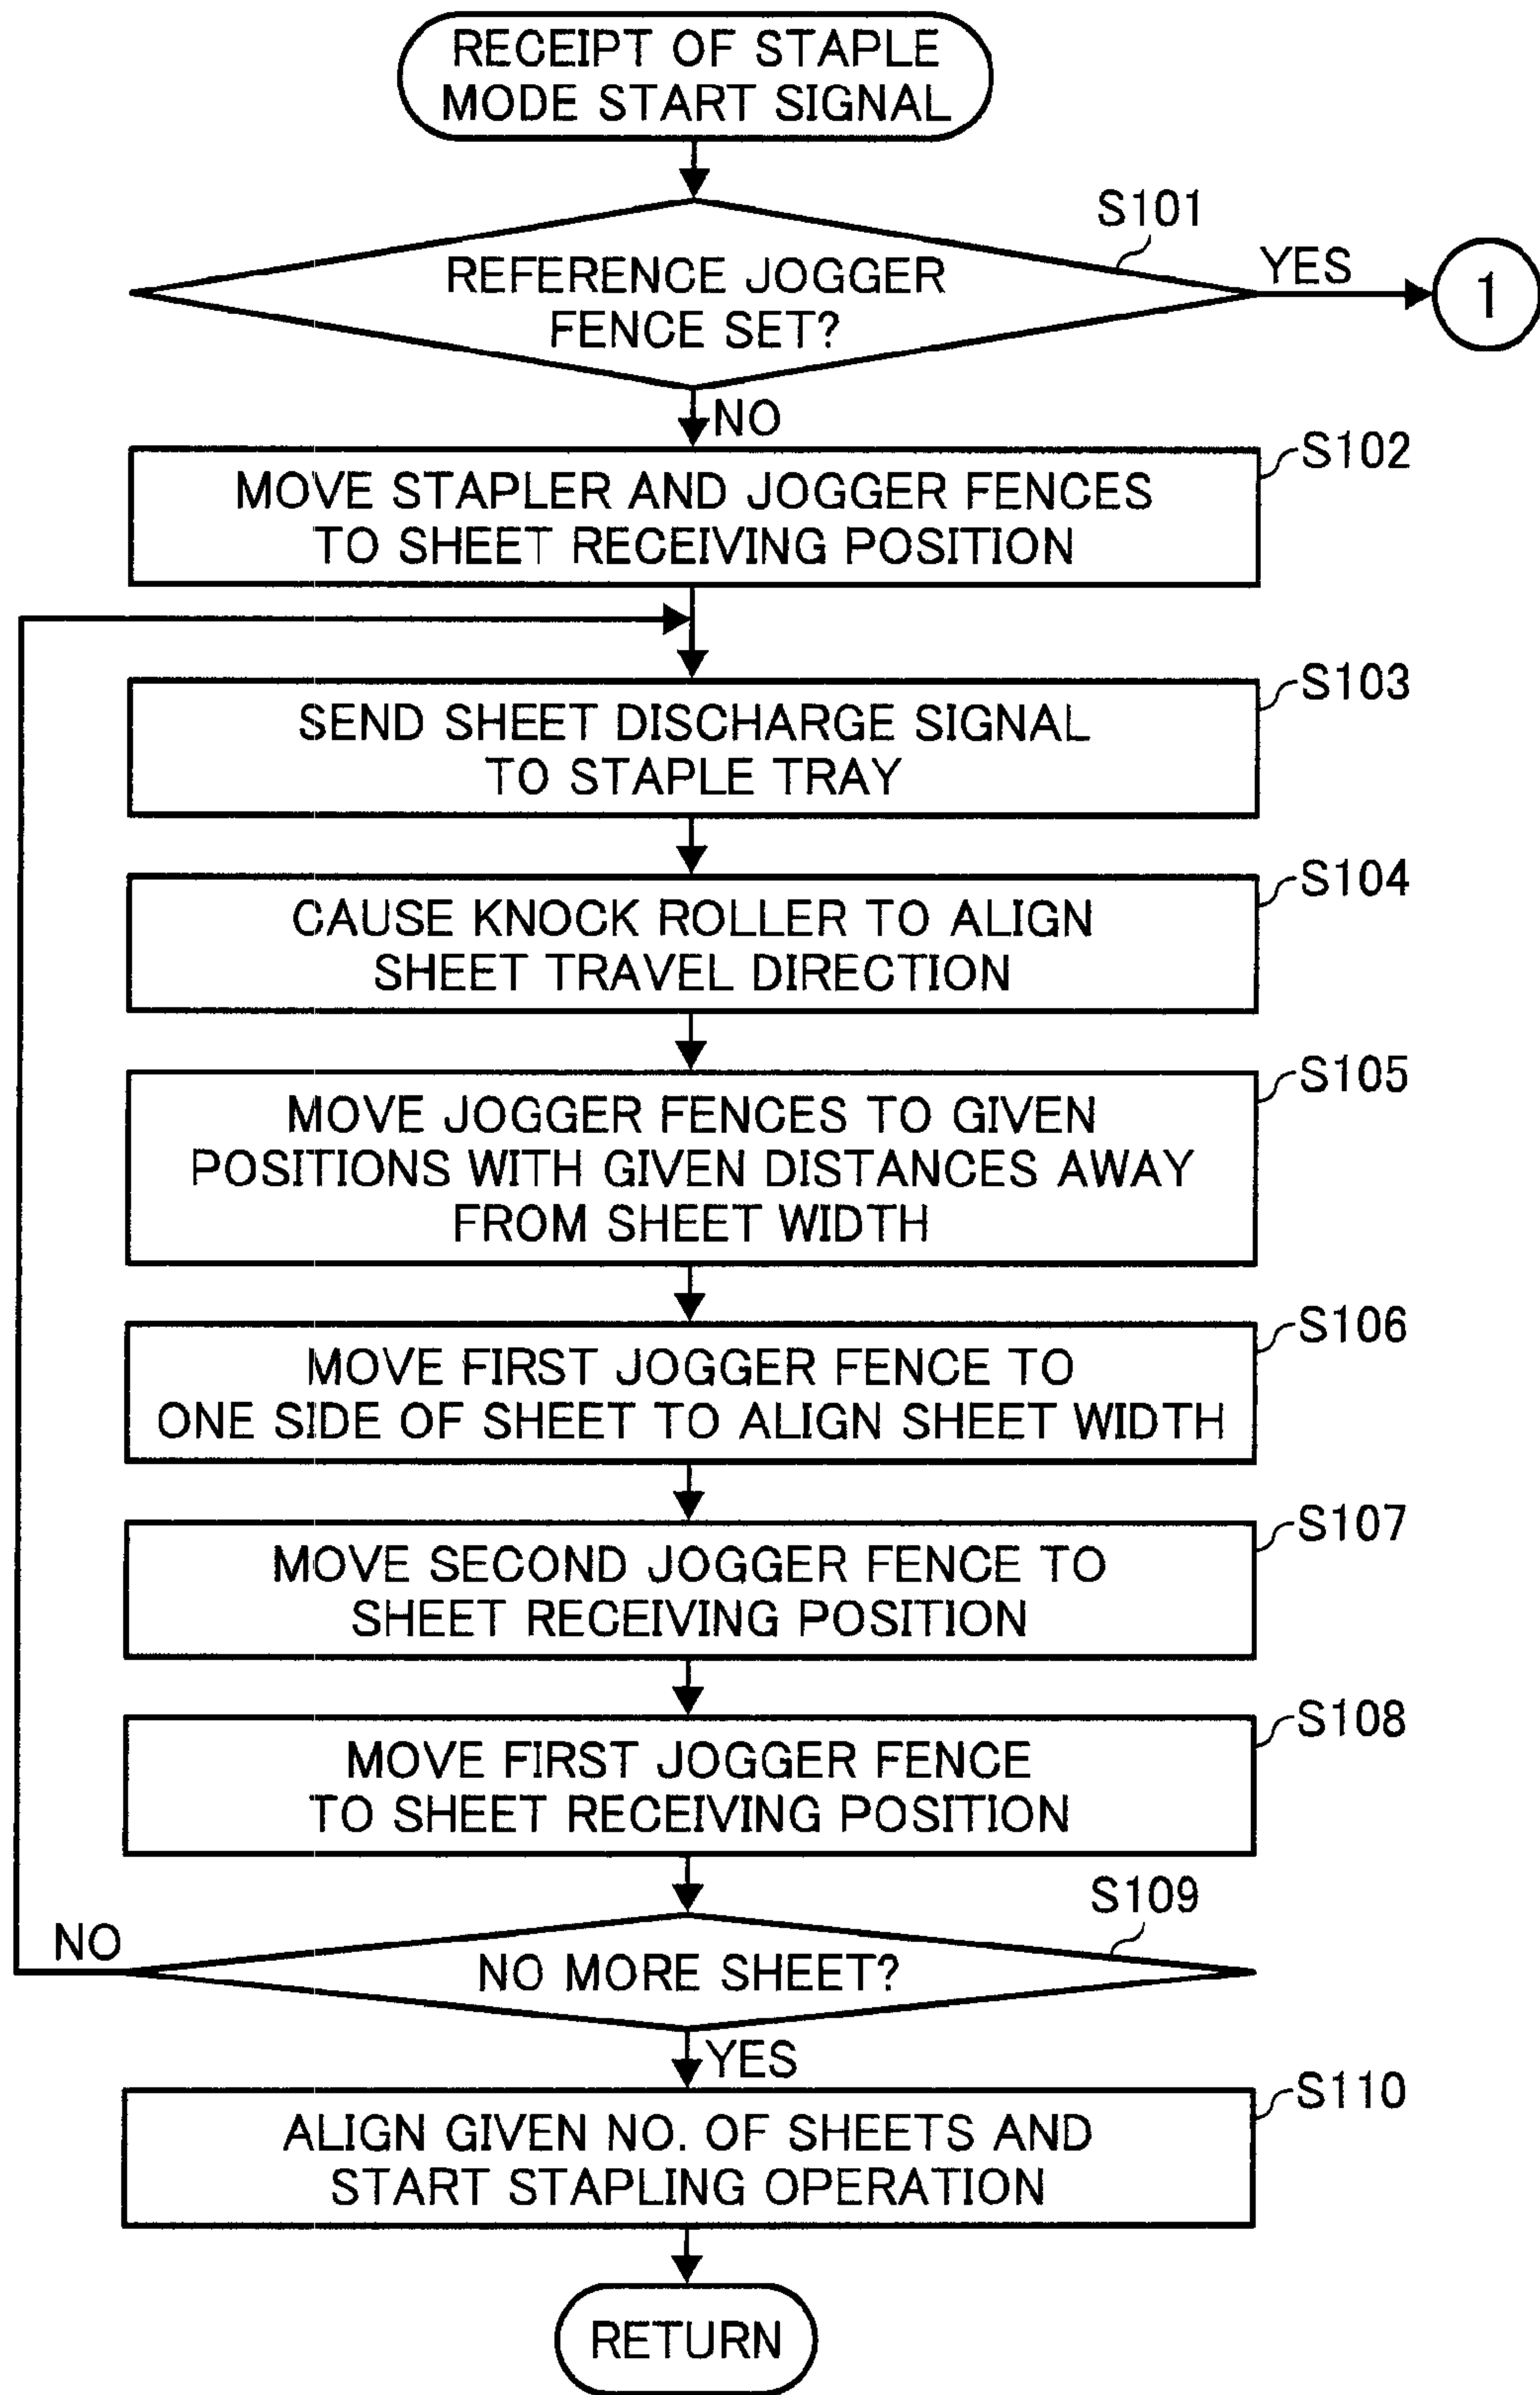 RECEIPT OF STAPLE
MODE START SIGNAL
S101
REFERENCE JOGGER
FENCE SET?
YES
1
NO
S102
MOVE STAPLER AND JOGGER FENCES
TO SHEET RECEIVING POSITION
S103
SEND SHEET DISCHARGE SIGNAL
TO STAPLE TRAY
S104
CAUSE KNOCK ROLLER TO ALIGN
SHEET TRAVEL DIRECTION
S105
MOVE JOGGER FENCES TO GIVEN
POSITIONS WITH GIVEN DISTANCES AWAY
FROM SHEET WIDTH
S106
MOVE FIRST JOGGER FENCE TO
ONE SIDE OF SHEET TO ALIGN SHEET WIDTH
S107
MOVE SECOND JOGGER FENCE TO
SHEET RECEIVING POSITION
S108
MOVE FIRST JOGGER FENCE
TO SHEET RECEIVING POSITION
S109
NO
NO MORE SHEET?
YES
S110
ALIGN GIVEN NO. OF SHEETS AND
START STAPLING OPERATION
RETURN